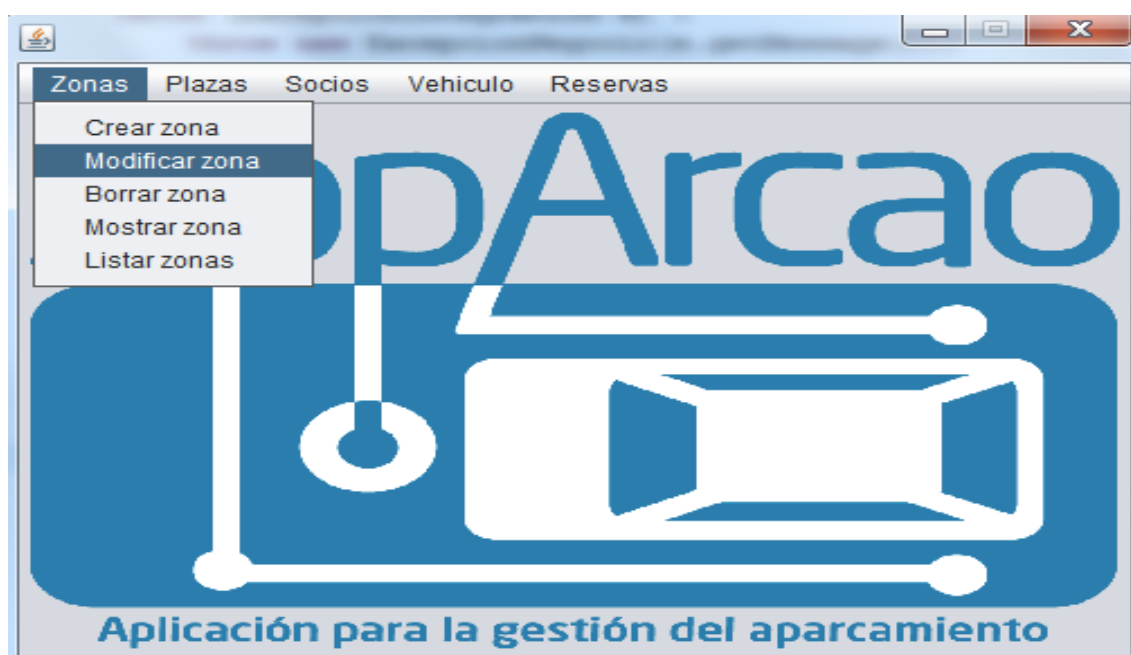 Zonas Plazas Socios Vehiculo Reservas
Crear zona
Modificar zona
Borrar zona
Mostrar zona
Listar zonas
Aplicación para la gestión del aparcamiento